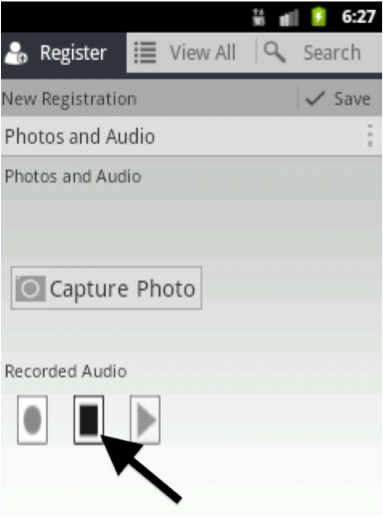 6:27
Register
View All
Search
New Registration
Save
Photos and Audio
Photos and Audio
Capture Photo
Recorded Audio